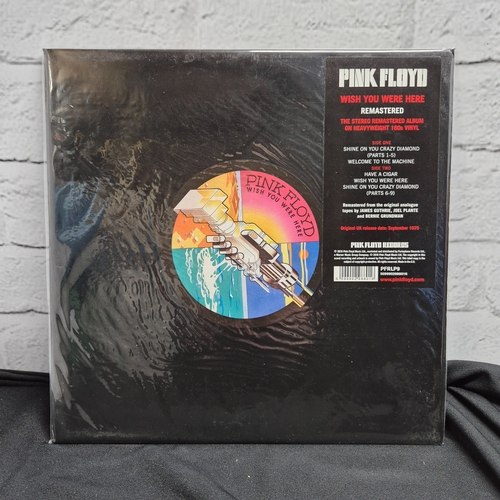 PINK FLOYD
WISH YOU WERE HERE
PINK FLOYD
WISH YOU WERE HERE
REMASTERED
THE STEREO REMASTERED ALBUM
ON HEAVYWEIGHT 180g VINYL
SIDE ONE
SHINE ON YOU CRAZY DIAMOND
(PARTS 1-5)
WELCOME TO THE MACHINE
SIDE TWO
HAVE A CIGAR
WISH YOU WERE HERE
SHINE ON YOU CRAZY DIAMOND
(PARTS 6-9)
Remastered from the original analogue
tapes by JAMES GUTHRIE, JOEL PLANTE
and BERNIE GRUNDMAN
Original UK release date: September 1975
PINK FLOYD RECORDS
PFRLP9
www.pinkfloyd.com